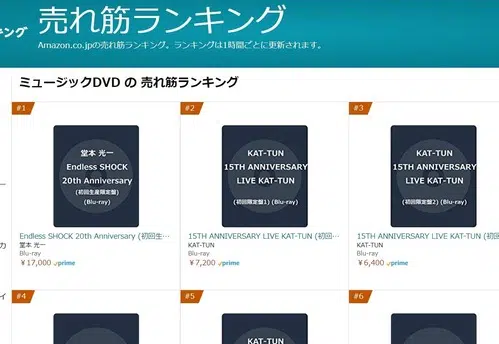 売れ筋ランキング
キング
Amazon.co.jpの売れ筋ランキング。ランキングは1時間ごとに更新されます。
ミュージックDVD の 売れ筋ランキング
#1
堂本 光一
Endless SHOCK
20th Anniversary
(初回生産限定盤)
(Blu-ray)
Endless SHOCK 20th Anniversary (初回生…
堂本 光一
Blu-ray
￥17,000 prime
#2
KAT-TUN
15TH ANNIVERSARY
LIVE KAT-TUN
(初回限定盤1) (Blu-ray)
15TH ANNIVERSARY LIVE KAT-TUN (初回…
KAT-TUN
Blu-ray
￥7,200 prime
#3
KAT-TUN
15TH ANNIVERSARY
LIVE KAT-TUN
(初回限定盤2) (Blu-ray)
15TH ANNIVERSARY LIVE KAT-TUN (初
KAT-TUN
Blu-ray
￥6,400 prime
カ
イ
#4
#5
KAT-TUN
#6